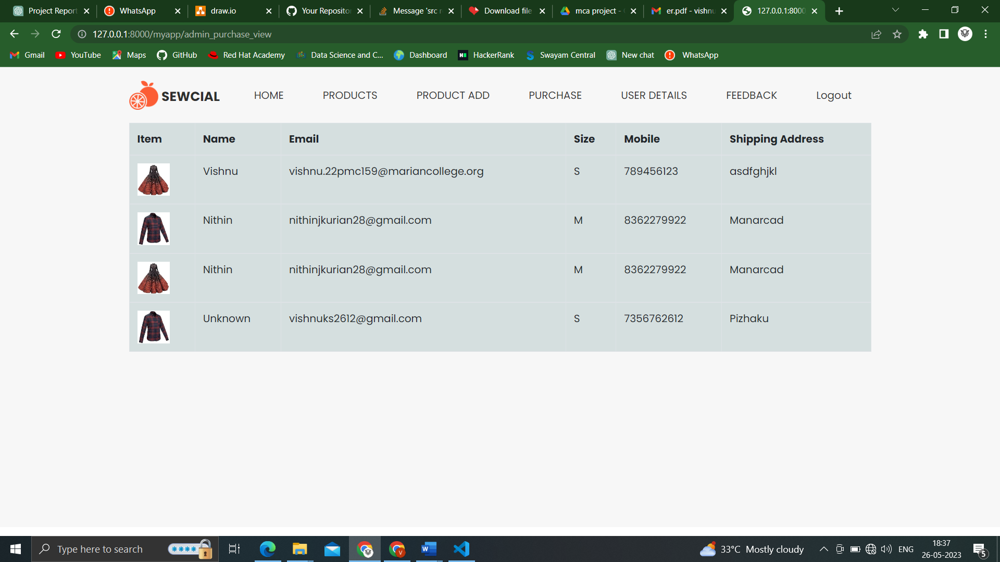 Project Report WhatsApp draw.io Your Reposito Message 'src r Download file mca project - er.pdf - vishnu 127.0.0.1:8000
127.0.0.1:8000/myapp/admin_purchase_view
Gmail YouTube Maps GitHub Red Hat Academy Data Science and C... Dashboard HackerRank Swayam Central New chat WhatsApp
SEWCIAL HOME PRODUCTS PRODUCT ADD PURCHASE USER DETAILS FEEDBACK Logout
Item Name Email Size Mobile Shipping Address
Vishnu vishnu.22pmc159@mariancollege.org S 789456123 asdfghjkl
Nithin nithinjkurian28@gmail.com M 8362279922 Manarcad
Nithin nithinjkurian28@gmail.com M 8362279922 Manarcad
Unknown vishnuks2612@gmail.com S 7356762612 Pizhaku
Type here to search 33°C Mostly cloudy ENG 18:37
26-05-2023 5